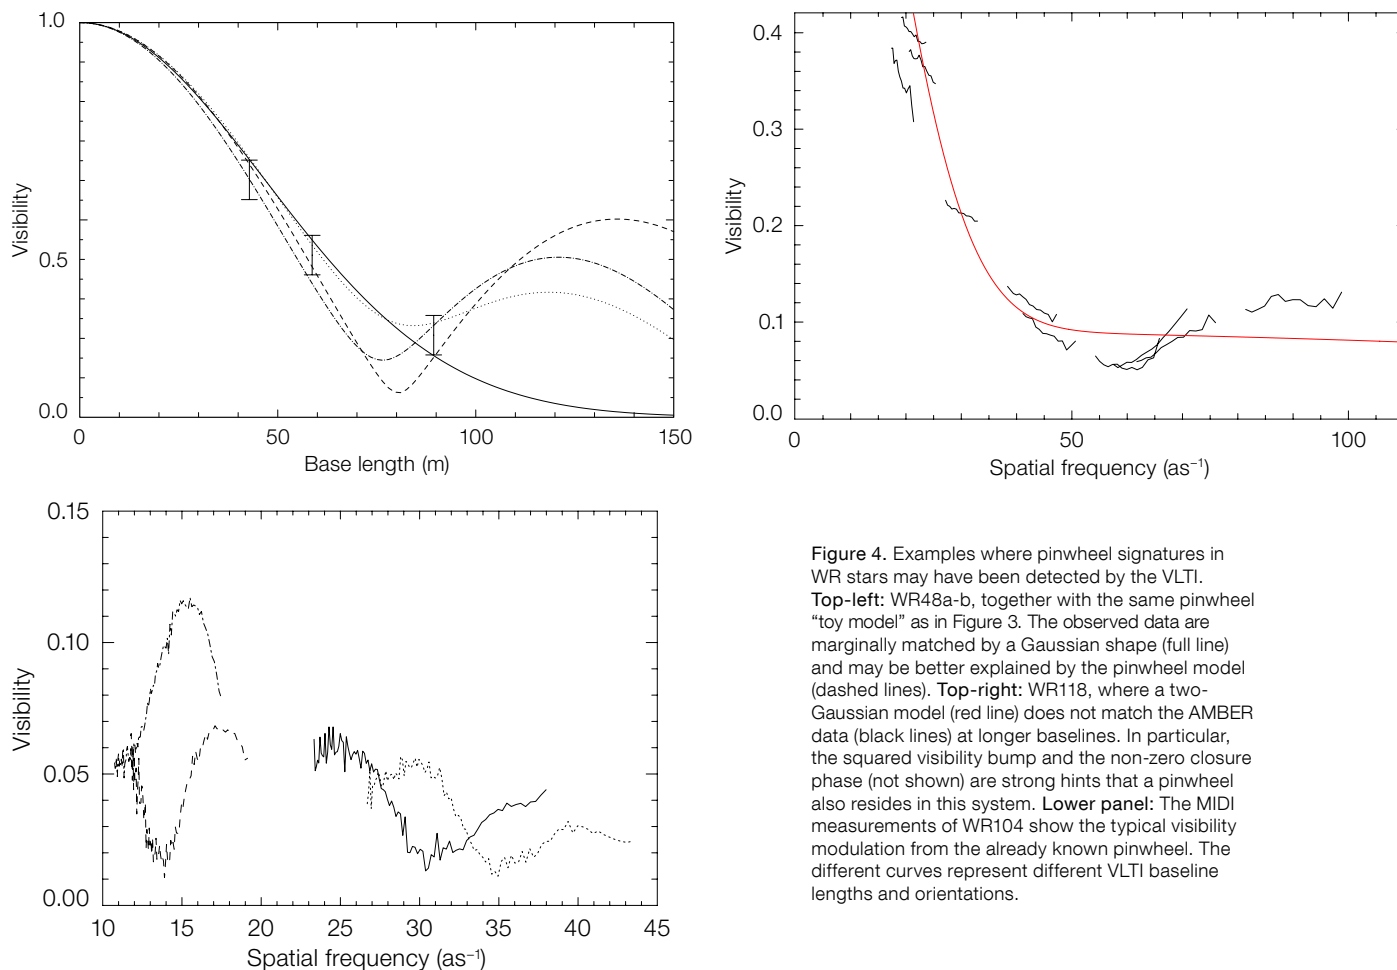 1.0
0.5
0.0
Visibility
0
50
100
150
Base length (m)
0.4
0.3
0.2
0.1
0.0
Visibility
0
50
100
Spatial frequency (as⁻¹)
0.15
0.10
0.05
0.00
Visibility
10
15
20
25
30
35
40
45
Spatial frequency (as⁻¹)
Figure 4. Examples where pinwheel signatures in
WR stars may have been detected by the VLTI.
Top-left: WR48a-b, together with the same pinwheel
“toy model” as in Figure 3. The observed data are
marginally matched by a Gaussian shape (full line)
and may be better explained by the pinwheel model
(dashed lines). Top-right: WR118, where a two-
Gaussian model (red line) does not match the AMBER
data (black lines) at longer baselines. In particular,
the squared visibility bump and the non-zero closure
phase (not shown) are strong hints that a pinwheel
also resides in this system. Lower panel: The MIDI
measurements of WR104 show the typical visibility
modulation from the already known pinwheel. The
different curves represent different VLTI baseline
lengths and orientations.